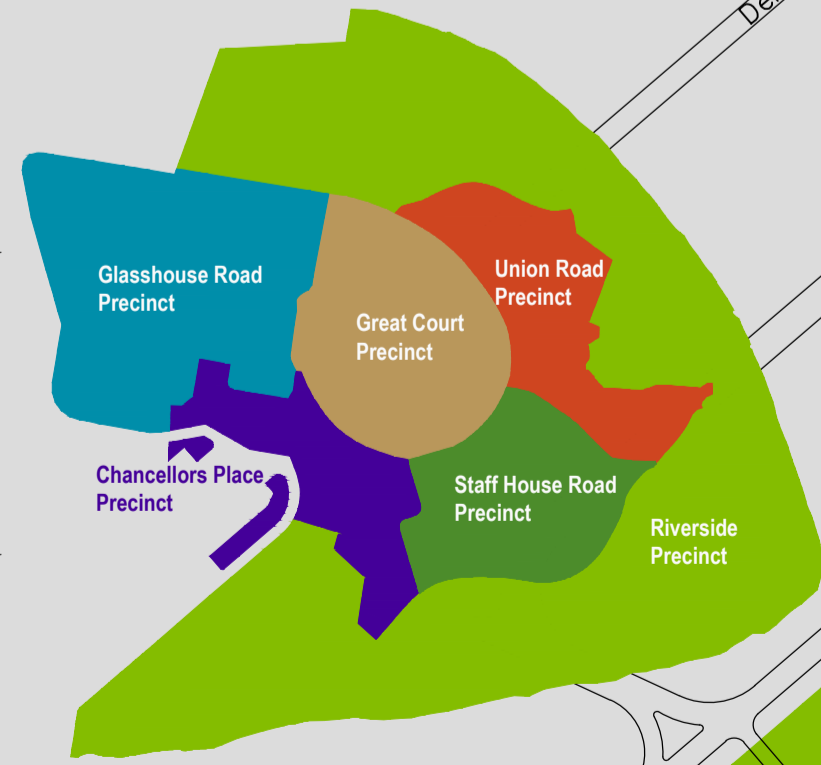 Glasshouse Road
Precinct
Union Road
Precinct
Great Court
Precinct
Chancellors Place
Precinct
Staff House Road
Precinct
Riverside
Precinct